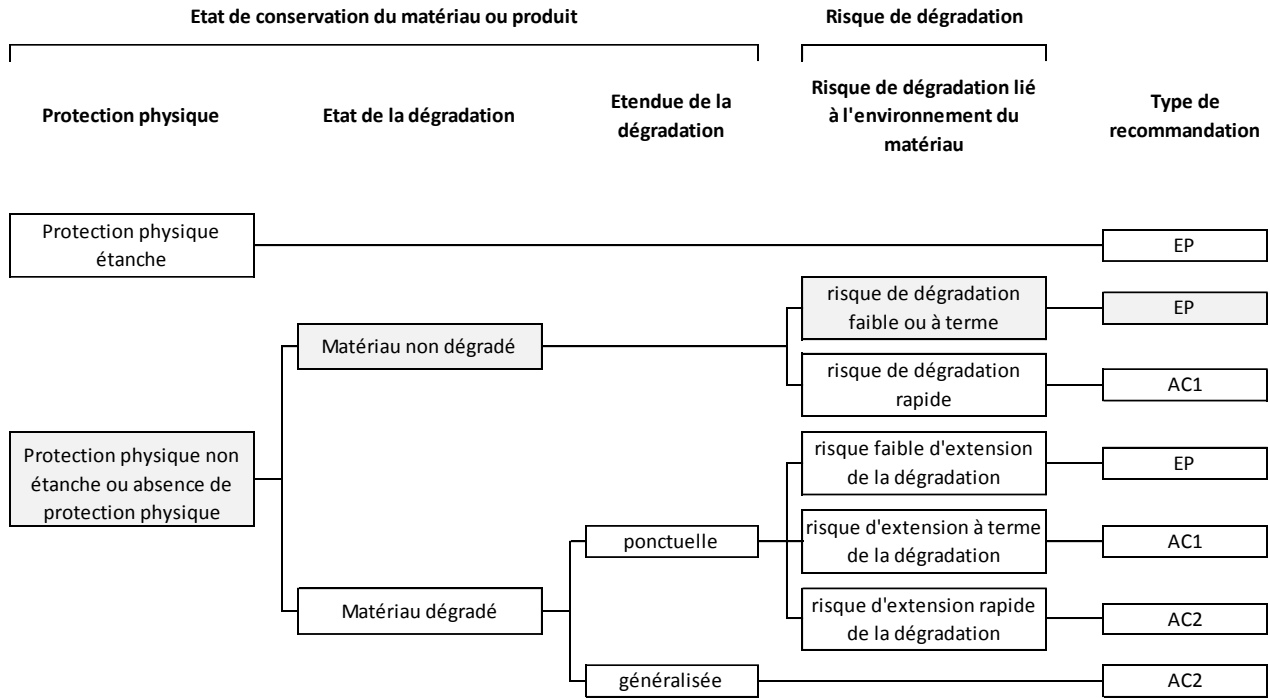 Etat de conservation du matériau ou produit
Risque de dégradation
Protection physique
Etat de la dégradation
Etendue de la
dégradation
Risque de dégradation lié
à l'environnement du
matériau
Type de
recommandation
Protection physique
étanche
EP
Matériau non dégradé
risque de dégradation
faible ou à terme
EP
risque de dégradation
rapide
AC1
Protection physique non
étanche ou absence de
protection physique
risque faible d'extension
de la dégradation
EP
ponctuelle
risque d'extension à terme
de la dégradation
AC1
Matériau dégradé
risque d'extension rapide
de la dégradation
AC2
généralisée
AC2